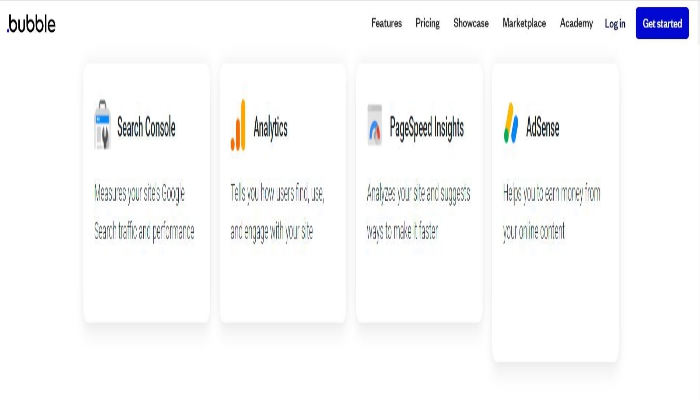 .bubble
Features Pricing Showcase Marketplace Academy Log in Get started
Search Console
Measures your site's Google
Search traffic and performance
Analytics
Tells you how users find, use,
and engage with your site
PageSpeed Insights
Analyzes your site and suggests
ways to make it faster
AdSense
Helps you to earn money from
your online content